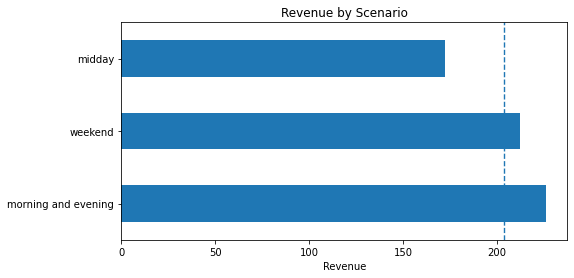 Revenue by Scenario
midday
weekend
morning and evening
0 50 100 150 200
Revenue